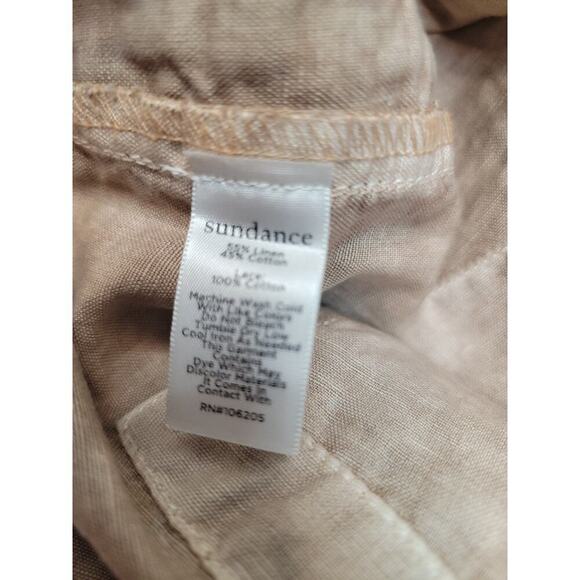 sundance
55% Linen
45% Cotton
Lace:
100% Cotton
Machine Wash Cold
With Like Colors
Do Not Bleach
Tumble Dry Low
Cool Iron As Needed
This Garment
Contains
Dye Which May
Discolor Materials
It Comes In
Contact With
RN#106205